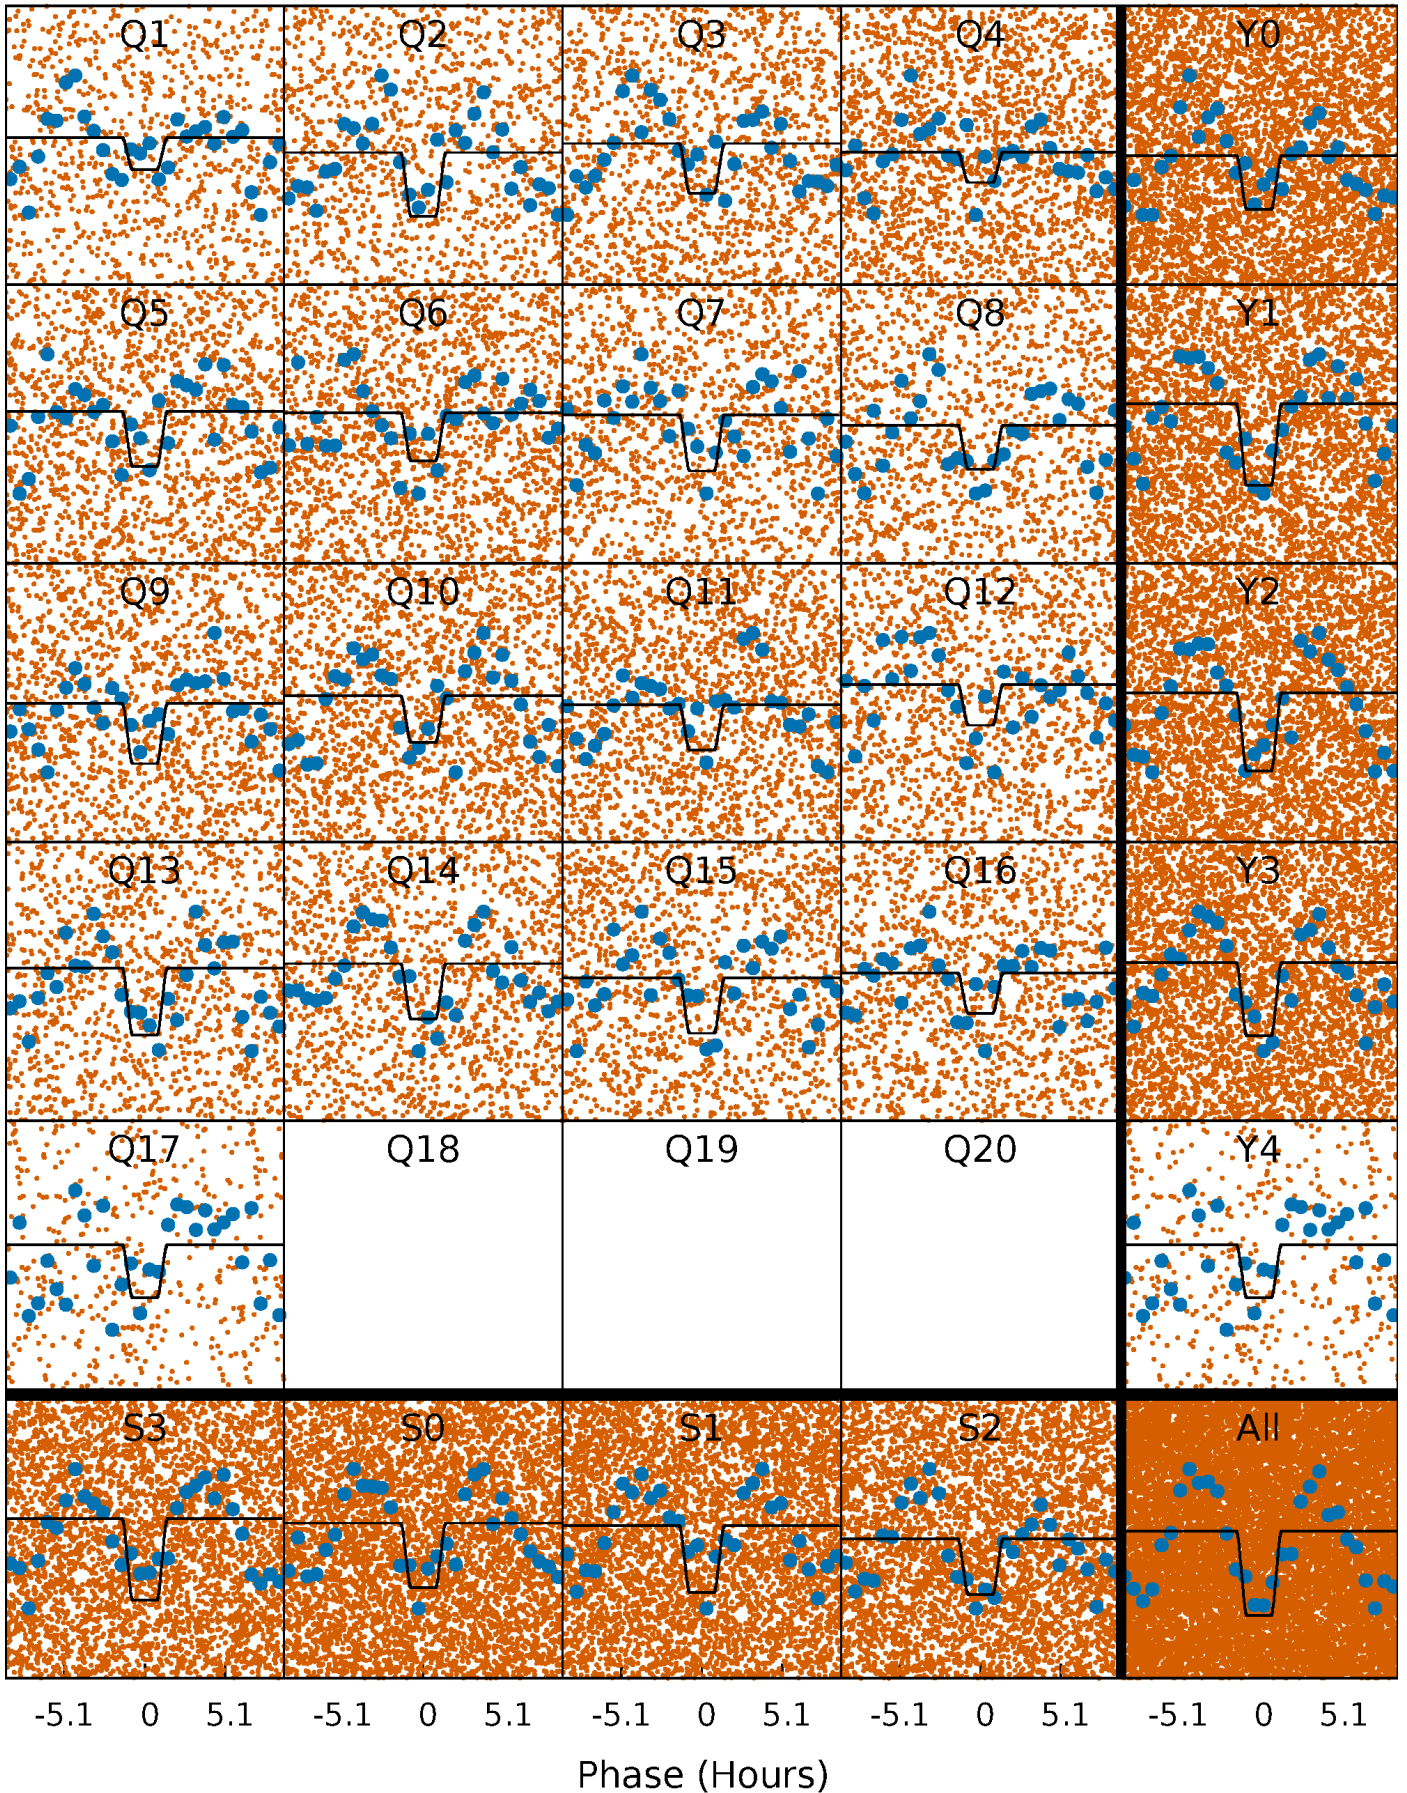 Q1 Q2 Q3 Q4 Y0
Q5 Q6 Q7 Q8 Y1
Q9 Q10 Q11 Q12 Y2
Q13 Q14 Q15 Q16 Y3
Q17 Q18 Q19 Q20 Y4
S3 S0 S1 S2 All
-5.1 0 5.1 -5.1 0 5.1 -5.1 0 5.1 -5.1 0 5.1 -5.1 0 5.1
Phase (Hours)